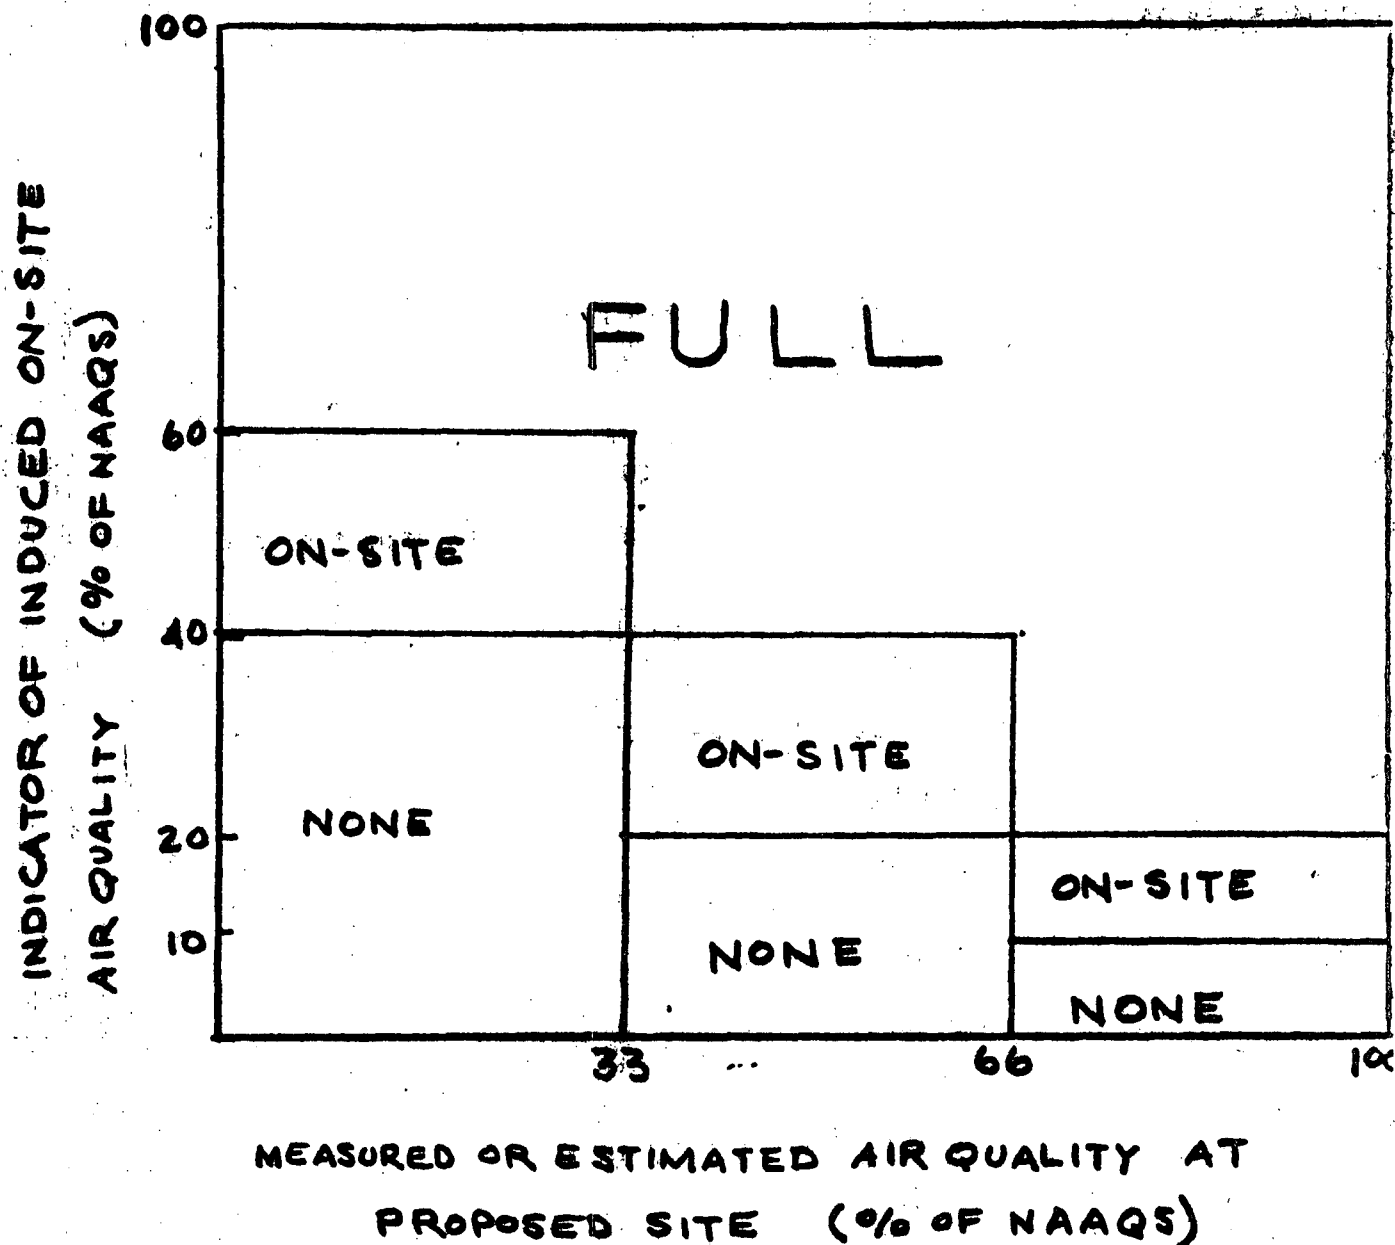 100
INDICATOR OF INDUCED ON-SITE
AIR QUALITY (% OF NAAQS)
FULL
60
ON-SITE
40
ON-SITE
NONE
20
ON-SITE
10
NONE
NONE
33
66
MEASURED OR ESTIMATED AIR QUALITY AT
PROPOSED SITE (% OF NAAQS)